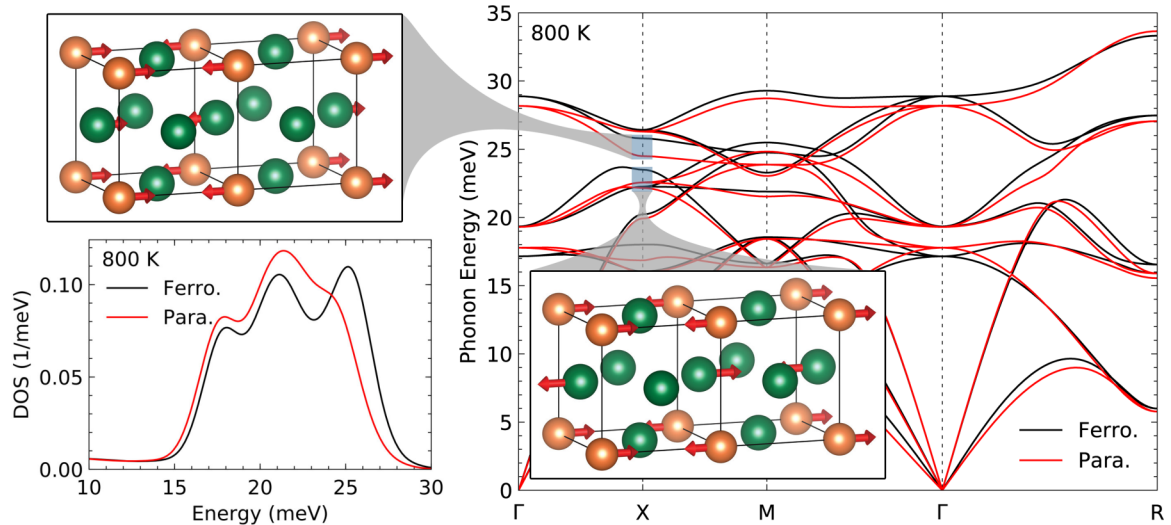 800 K
Ferro.
Para.
DOS (1/meV)
0.10
0.05
0.00
10
15
20
25
30
Energy (meV)
800 K
Phonon Energy (meV)
35
30
25
20
15
10
5
0
Ferro.
Para.
Γ
X
M
Γ
R